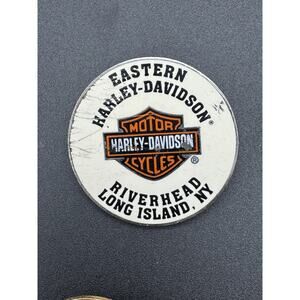 EASTERN
HARLEY-DAVIDSON®
MOTOR
HARLEY-DAVIDSON
CYCLES
®
RIVERHEAD
LONG ISLAND, NY